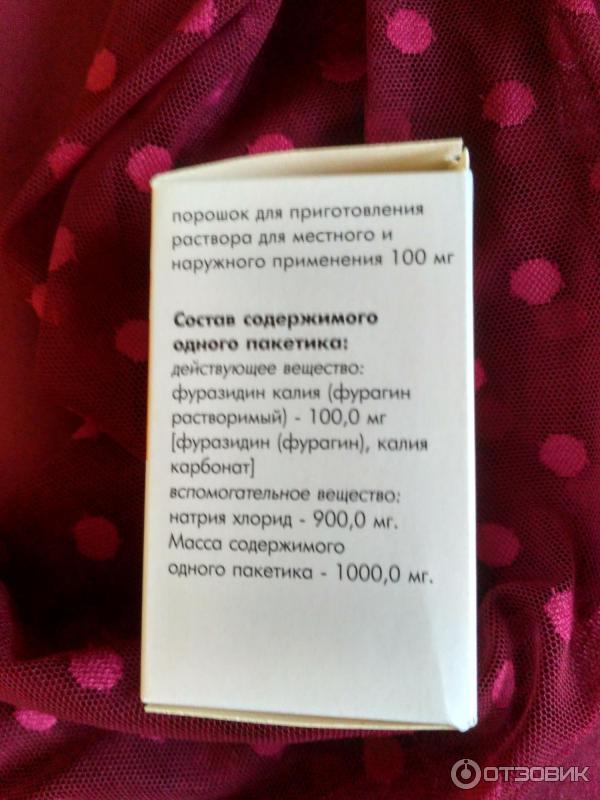 порошок для приготовления
раствора для местного и
наружного применения 100 мг
Состав содержимого
одного пакетика:
действующее вещество:
фуразидин калия (фурагин
растворимый) - 100,0 мг
[фуразидин (фурагин), калия
карбонат]
вспомогательное вещество:
натрия хлорид - 900,0 мг.
Масса содержимого
одного пакетика - 1000,0 мг.
ОТЗОВИК